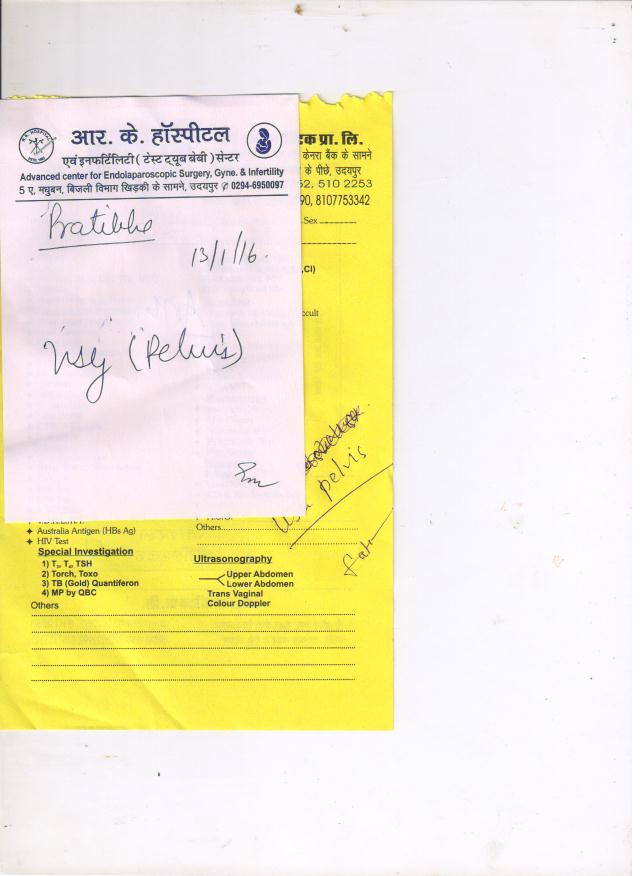 आर. के. हॉस्पीटल
एवं इनफर्टिलिटी ( टेस्ट ट्यूब बेबी ) सेन्टर
Advanced center for Endolaparoscopic Surgery, Gyne. & Infertility
5 ए, मधुबन, बिजली विभाग खिड़की के सामने, उदयपुर ✆ 0294-6950097
Pratibha
13/1/16.
Usg (Pelvis)
टेक प्रा. लि.
केनरा बैंक के सामने
के पीछे, उदयपुर
52, 510 2253
90, 8107753342
Sex
,CI)
ccult
pelvis
Others
Australia Antigen (HBs Ag)
HIV Test
Special Investigation
1) T₃, T₄, TSH
2) Torch, Toxo
3) TB (Gold) Quantiferon
4) MP by QBC
Others
Ultrasonography
Upper Abdomen
Lower Abdomen
Trans Vaginal
Colour Doppler